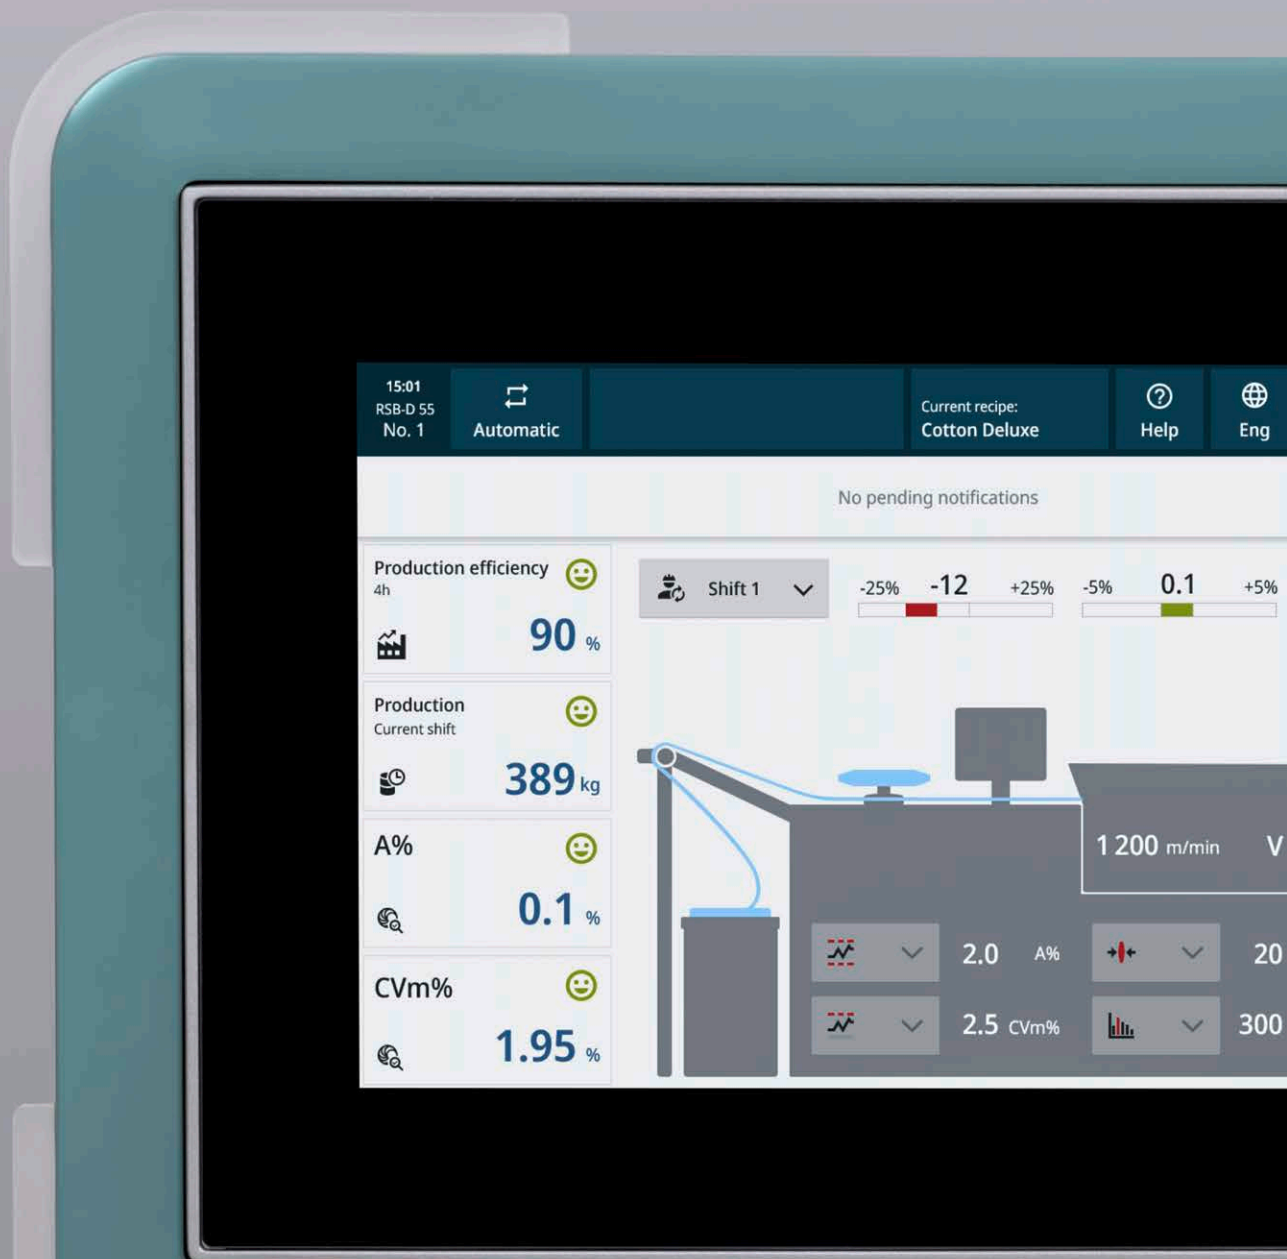 15:01
RSB-D 55
No. 1
Automatic
Current recipe:
Cotton Deluxe
Help
Eng
No pending notifications
Production efficiency
4h
90 %
Production
Current shift
389 kg
A%
0.1 %
CVm%
1.95 %
Shift 1
-25% -12 +25%
-5% 0.1 +5%
1 200 m/min V
2.0 A%
20
2.5 CVm%
300